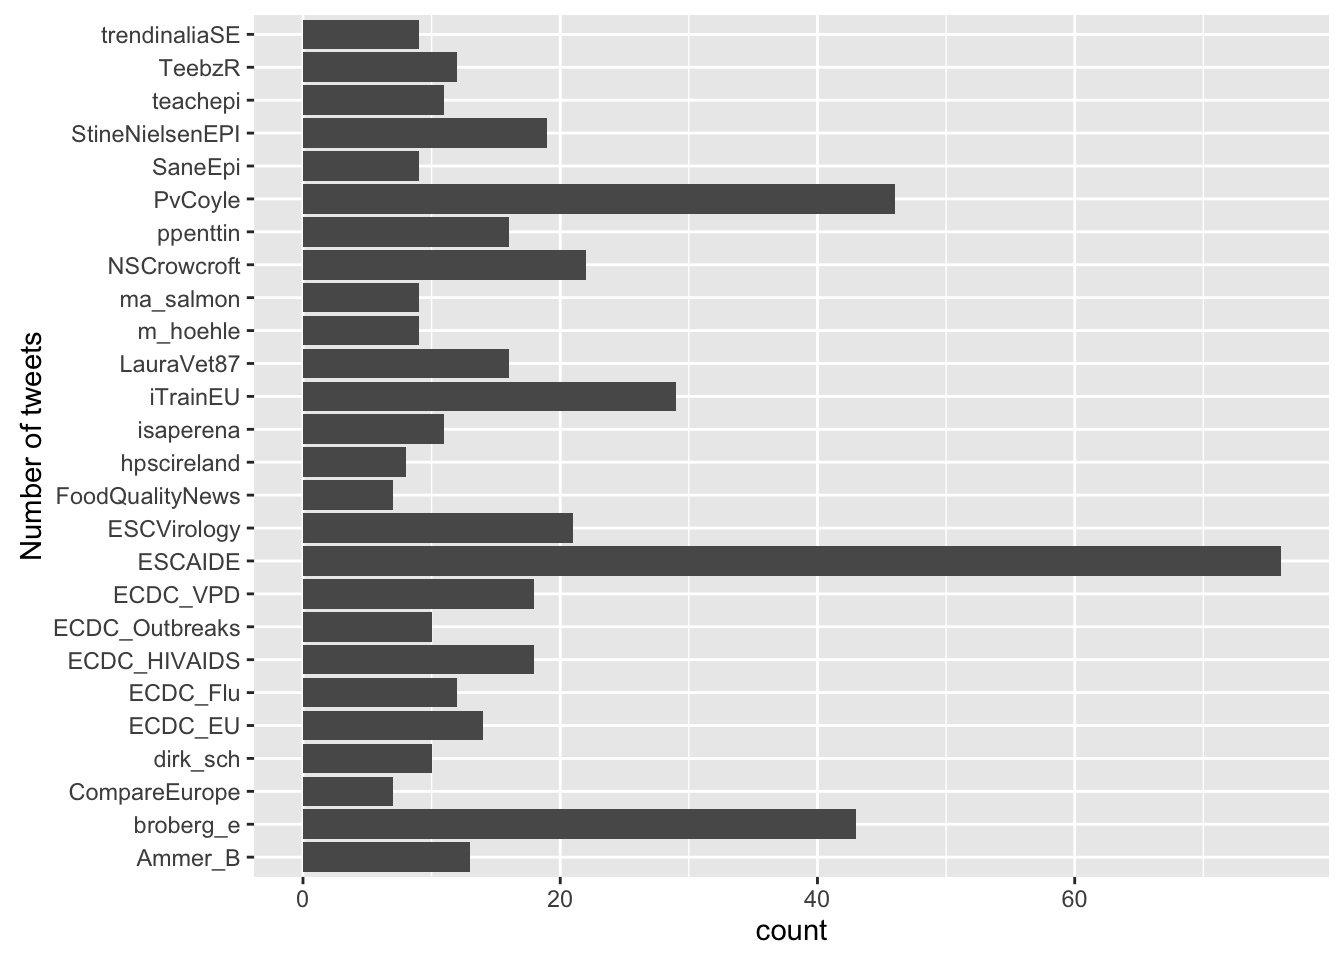 trendinaliaSE
TeebzR
teachepi
StineNielsenEPI
SaneEpi
PvCoyle
ppenttin
NSCrowcroft
ma_salmon
m_hoehle
LauraVet87
iTrainEU
isaperena
hpscireland
FoodQualityNews
ESCVirology
ESCAIDE
ECDC_VPD
ECDC_Outbreaks
ECDC_HIVAIDS
ECDC_Flu
ECDC_EU
dirk_sch
CompareEurope
broberg_e
Ammer_B
Number of tweets
0 20 40 60
count